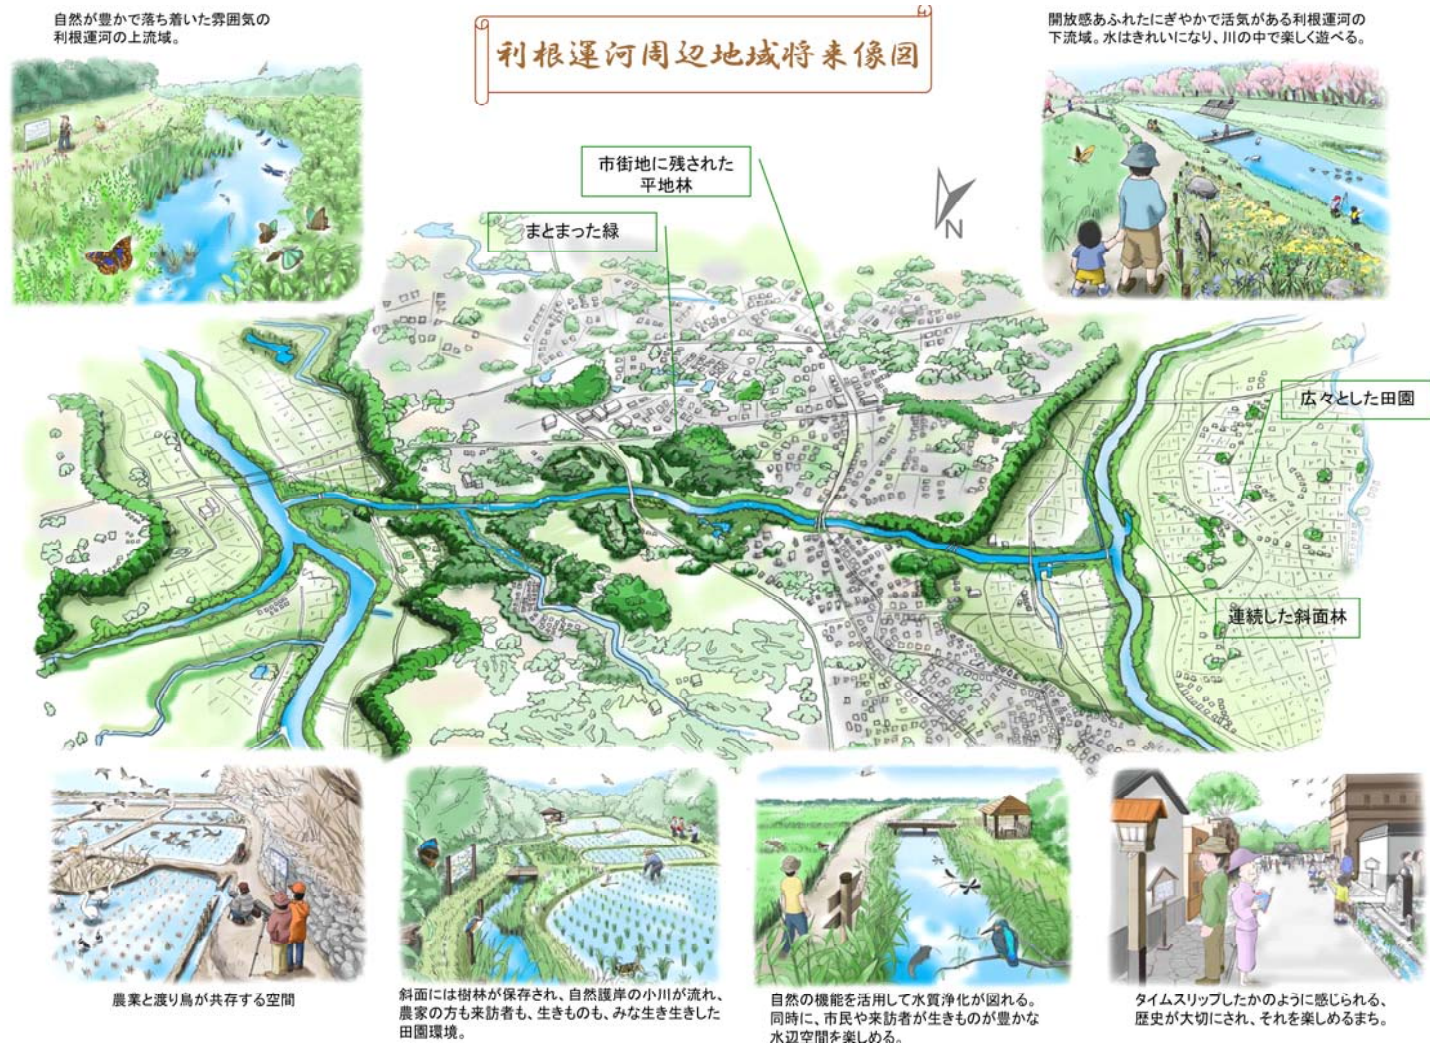 自然が豊かで落ち着いた雰囲気の
利根運河の上流域。
利根運河周辺地域将来像図
開放感あふれたにぎやかで活気がある利根運河の
下流域。水はきれいになり、川の中で楽しく遊べる。
市街地に残された
平地林
まとまった緑
N
広々とした田園
連続した斜面林
農業と渡り鳥が共存する空間
斜面には樹林が保存され、自然護岸の小川が流れ、
農家の方も来訪者も、生きものも、みな生き生きした
田園環境。
自然の機能を活用して水質浄化が図れる。
同時に、市民や来訪者が生きものが豊かな
水辺空間を楽しめる。
タイムスリップしたかのように感じられる、
歴史が大切にされ、それを楽しめるまち。